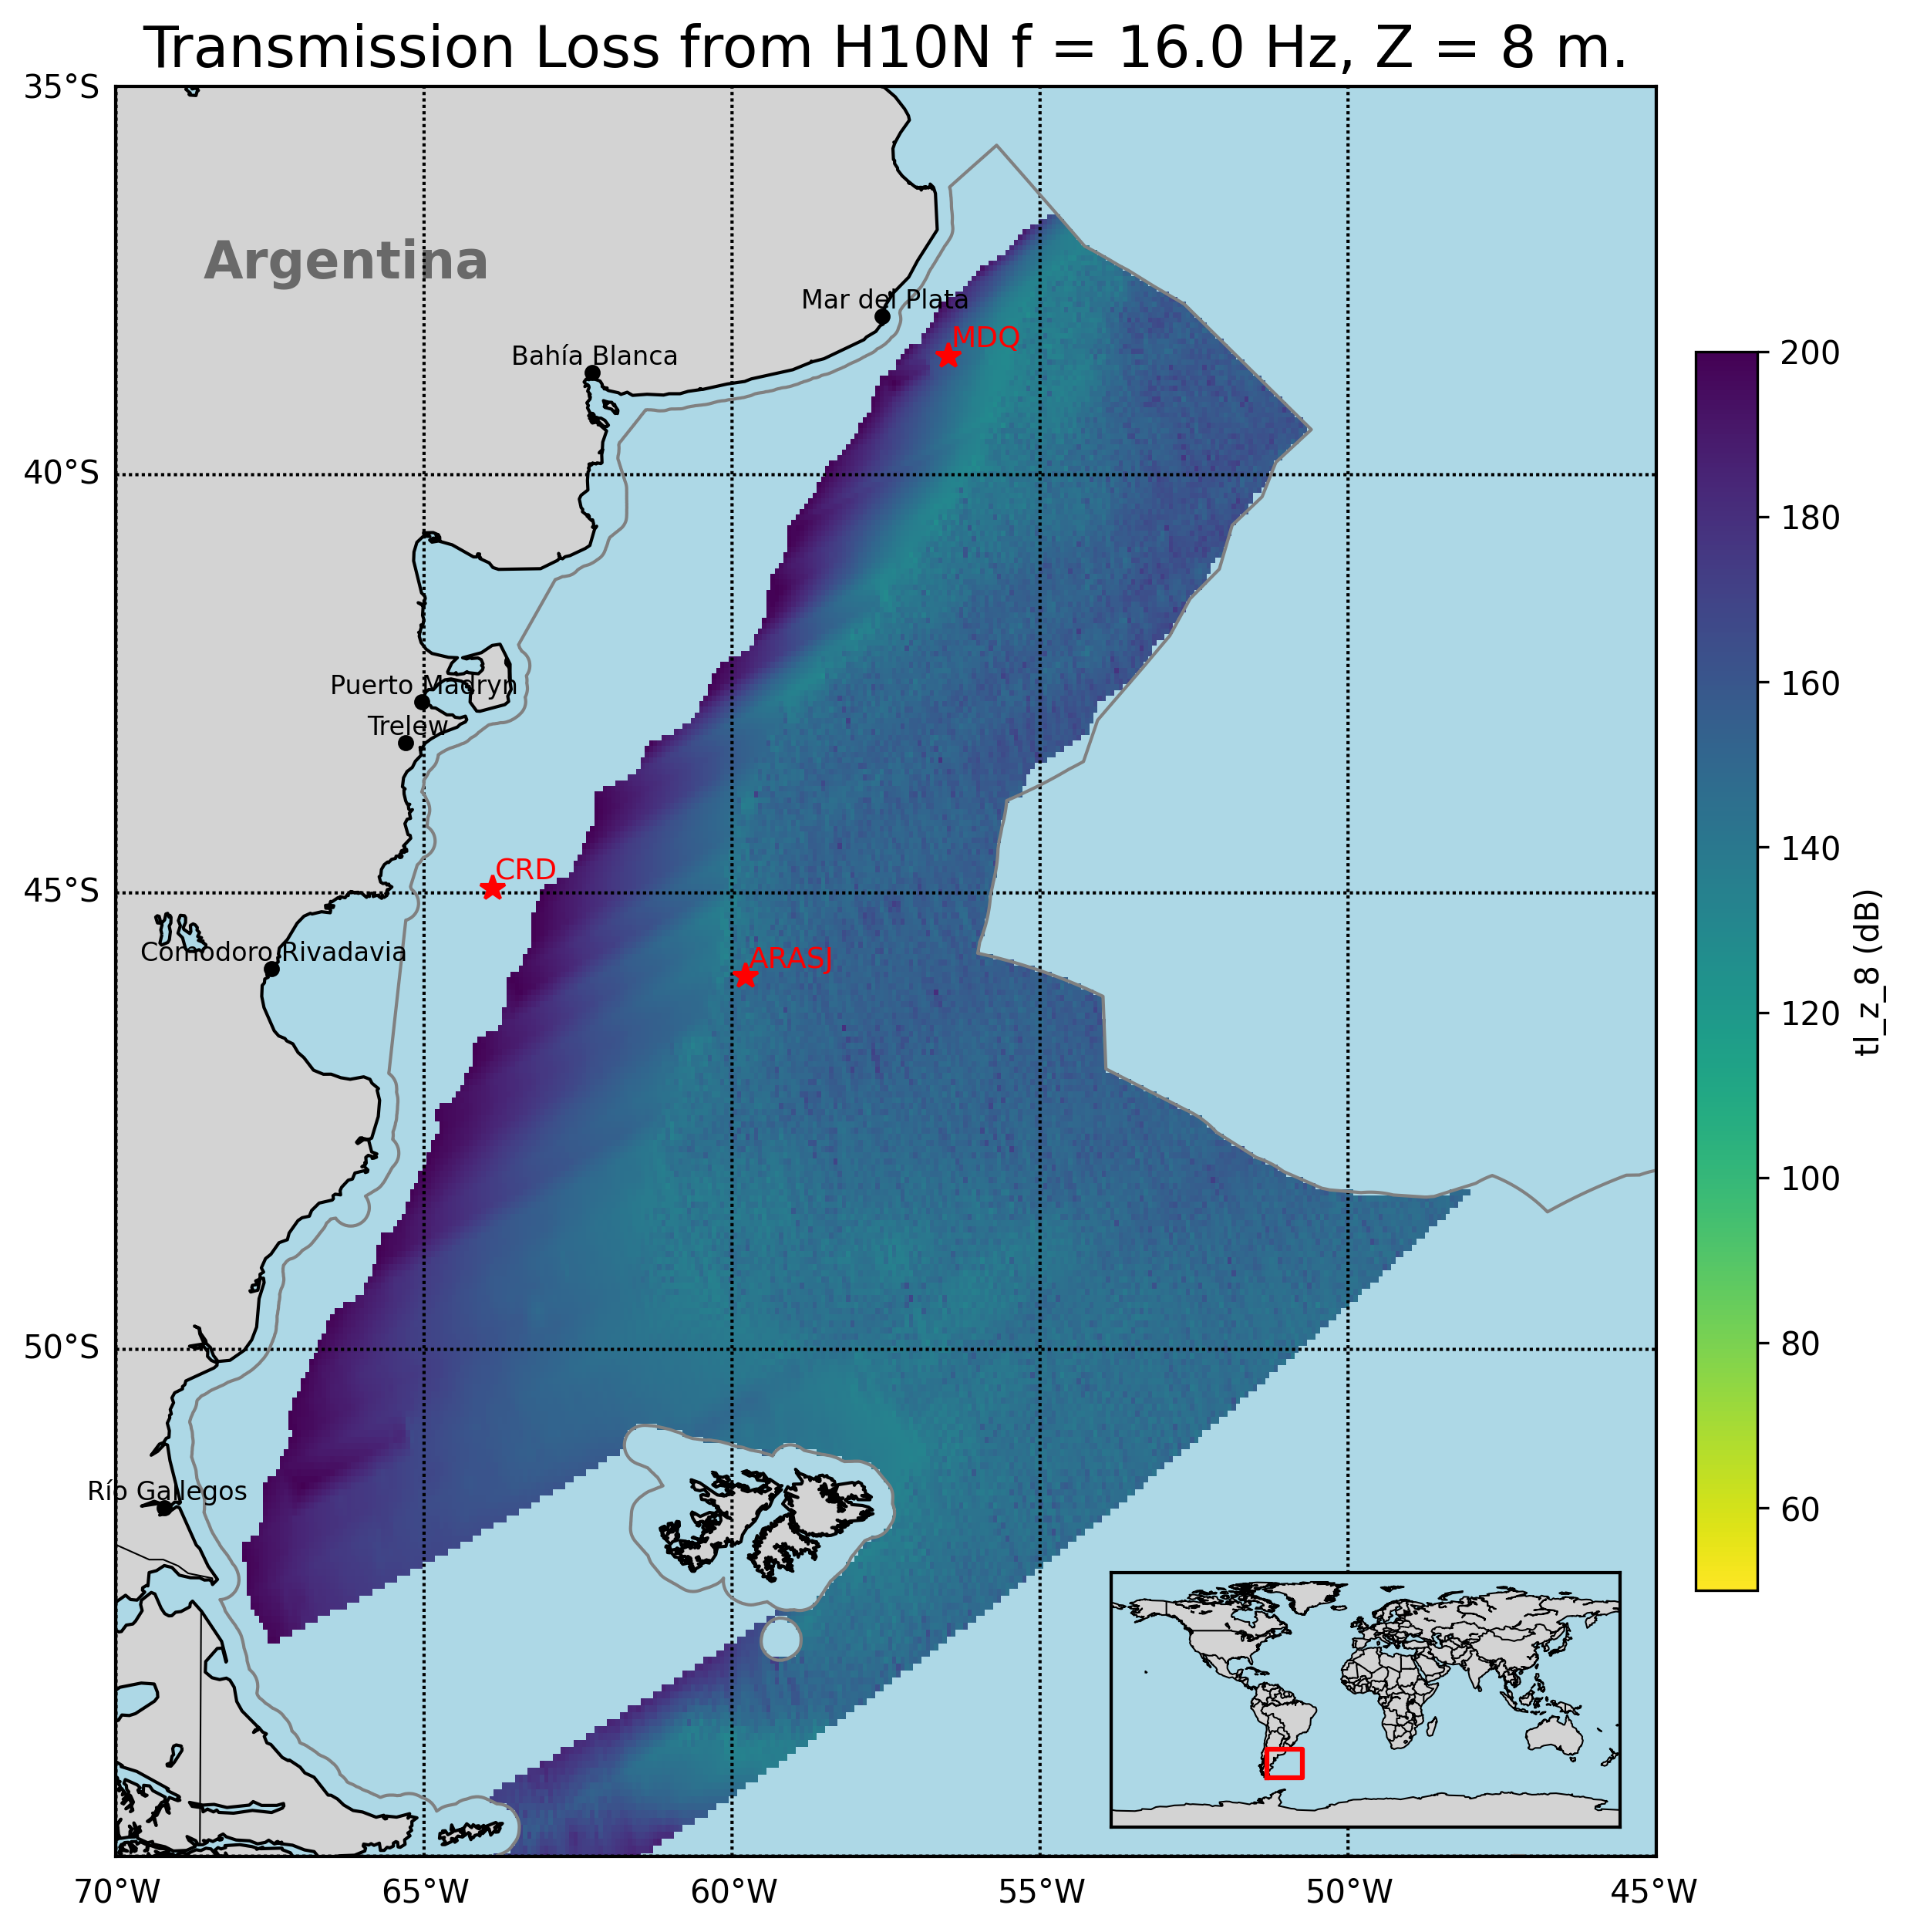 Transmission Loss from H10N f = 16.0 Hz, Z = 8 m.
35°S
Argentina
Mar del Plata
MDQ
Bahía Blanca
200
40°S
180
Puerto Madryn
160
Trelew
140
CRD
45°S
Comodoro Rivadavia
ARASJ
tl_z_8 (dB)
120
100
50°S
80
Río Gallegos
60
70°W
65°W
60°W
55°W
50°W
45°W